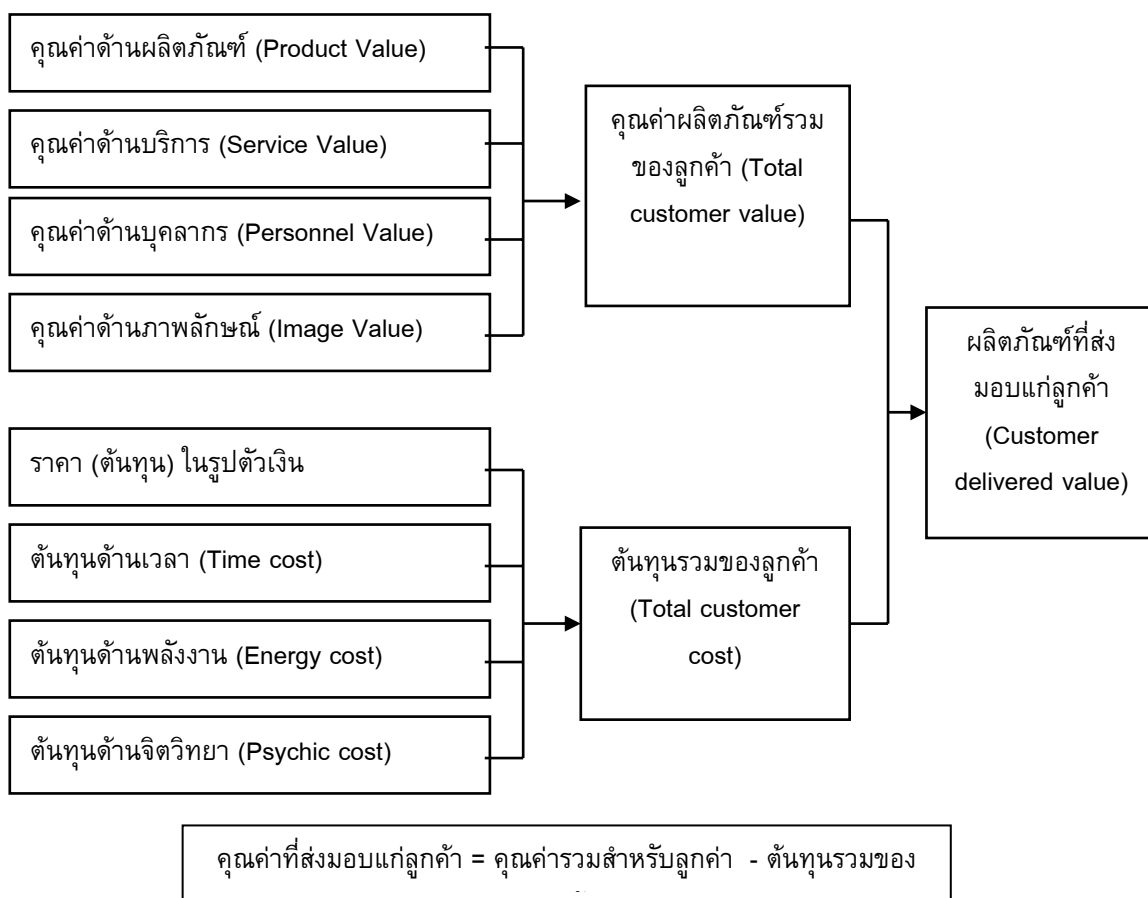 คุณค่าด้านผลิตภัณฑ์ (Product Value)
คุณค่าด้านบริการ (Service Value)
คุณค่าด้านบุคลากร (Personnel Value)
คุณค่าด้านภาพลักษณ์ (Image Value)
คุณค่าผลิตภัณฑ์รวม
ของลูกค้า (Total
customer value)
ราคา (ต้นทุน) ในรูปตัวเงิน
ต้นทุนด้านเวลา (Time cost)
ต้นทุนด้านพลังงาน (Energy cost)
ต้นทุนด้านจิตวิทยา (Psychic cost)
ต้นทุนรวมของลูกค้า
(Total customer
cost)
ผลิตภัณฑ์ที่ส่ง
มอบแก่ลูกค้า
(Customer
delivered value)
คุณค่าที่ส่งมอบแก่ลูกค้า = คุณค่ารวมสำหรับลูกค่า - ต้นทุนรวมของ